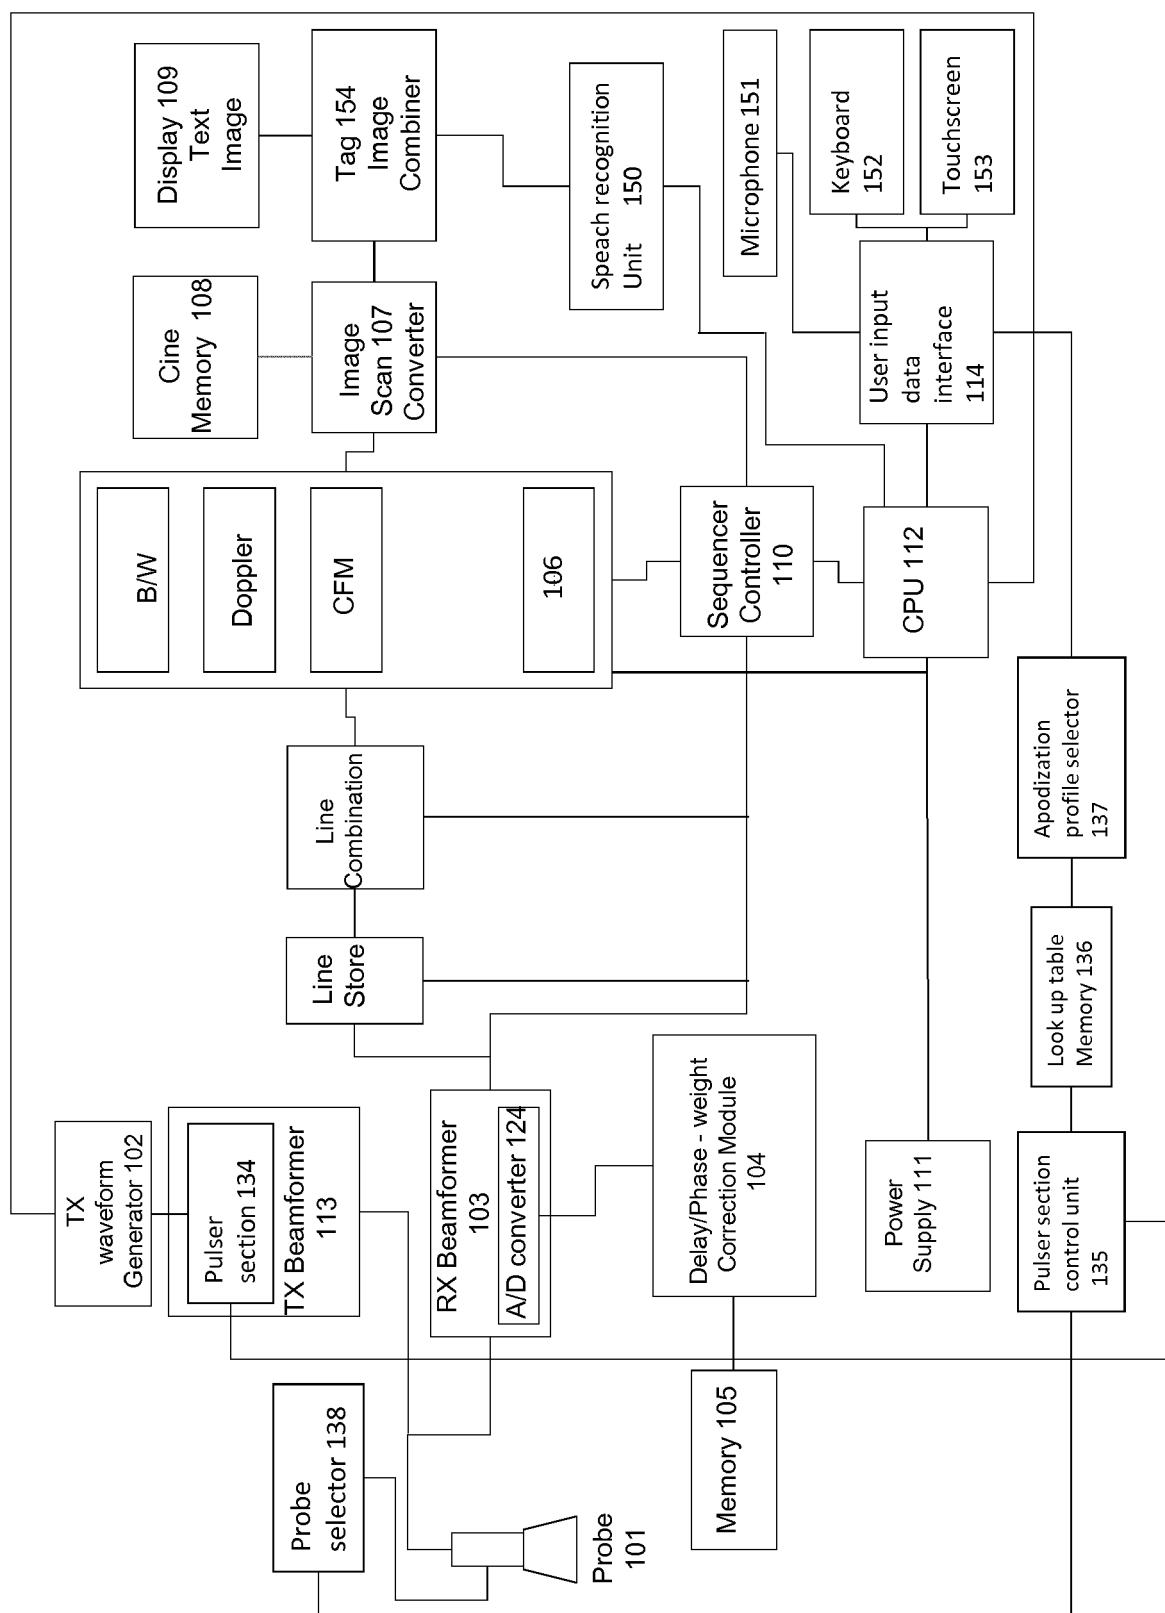 Display 109
Text
Image
Tag 154
Image
Combiner
Speach recognition
Unit 150
Microphone 151
Keyboard
152
Touchscreen
153
Cine
Memory 108
Image
Scan 107
Converter
User input
data
interface
114
B/W
Doppler
CFM
106
Sequencer
Controller
110
CPU 112
Line
Combination
Apodization
profile selector
137
Line
Store
Look up table
Memory 136
TX
waveform
Generator 102
Pulser
section 134
TX Beamformer
113
RX Beamformer
103
A/D converter 124
Delay/Phase - weight
Correction Module
104
Power
Supply 111
Pulser section
control unit
135
Probe
selector 138
Probe
101
Memory 105